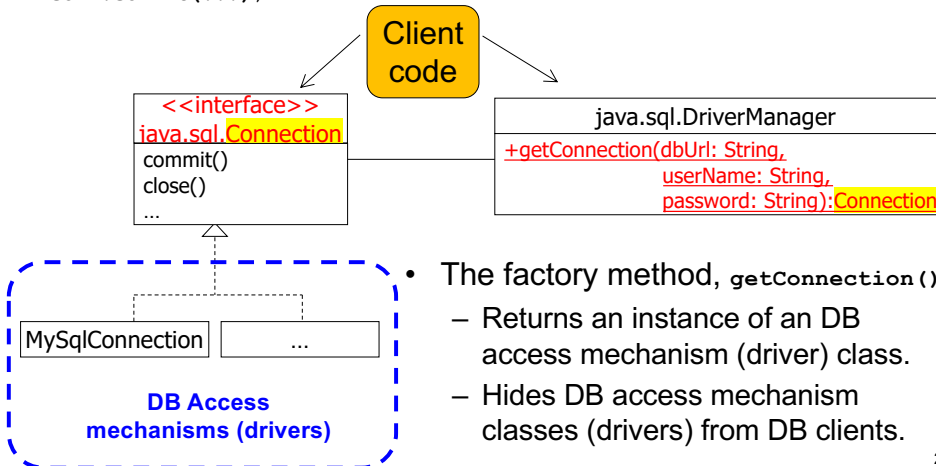 Client
code
<<interface>>
java.sql.Connection
commit()
close()
...
java.sql.DriverManager
+getConnection(dbUrl: String,
userName: String,
password: String):Connection
MySqlConnection
...
DB Access
mechanisms (drivers)
• The factory method, getConnection()
– Returns an instance of an DB
access mechanism (driver) class.
– Hides DB access mechanism
classes (drivers) from DB clients.